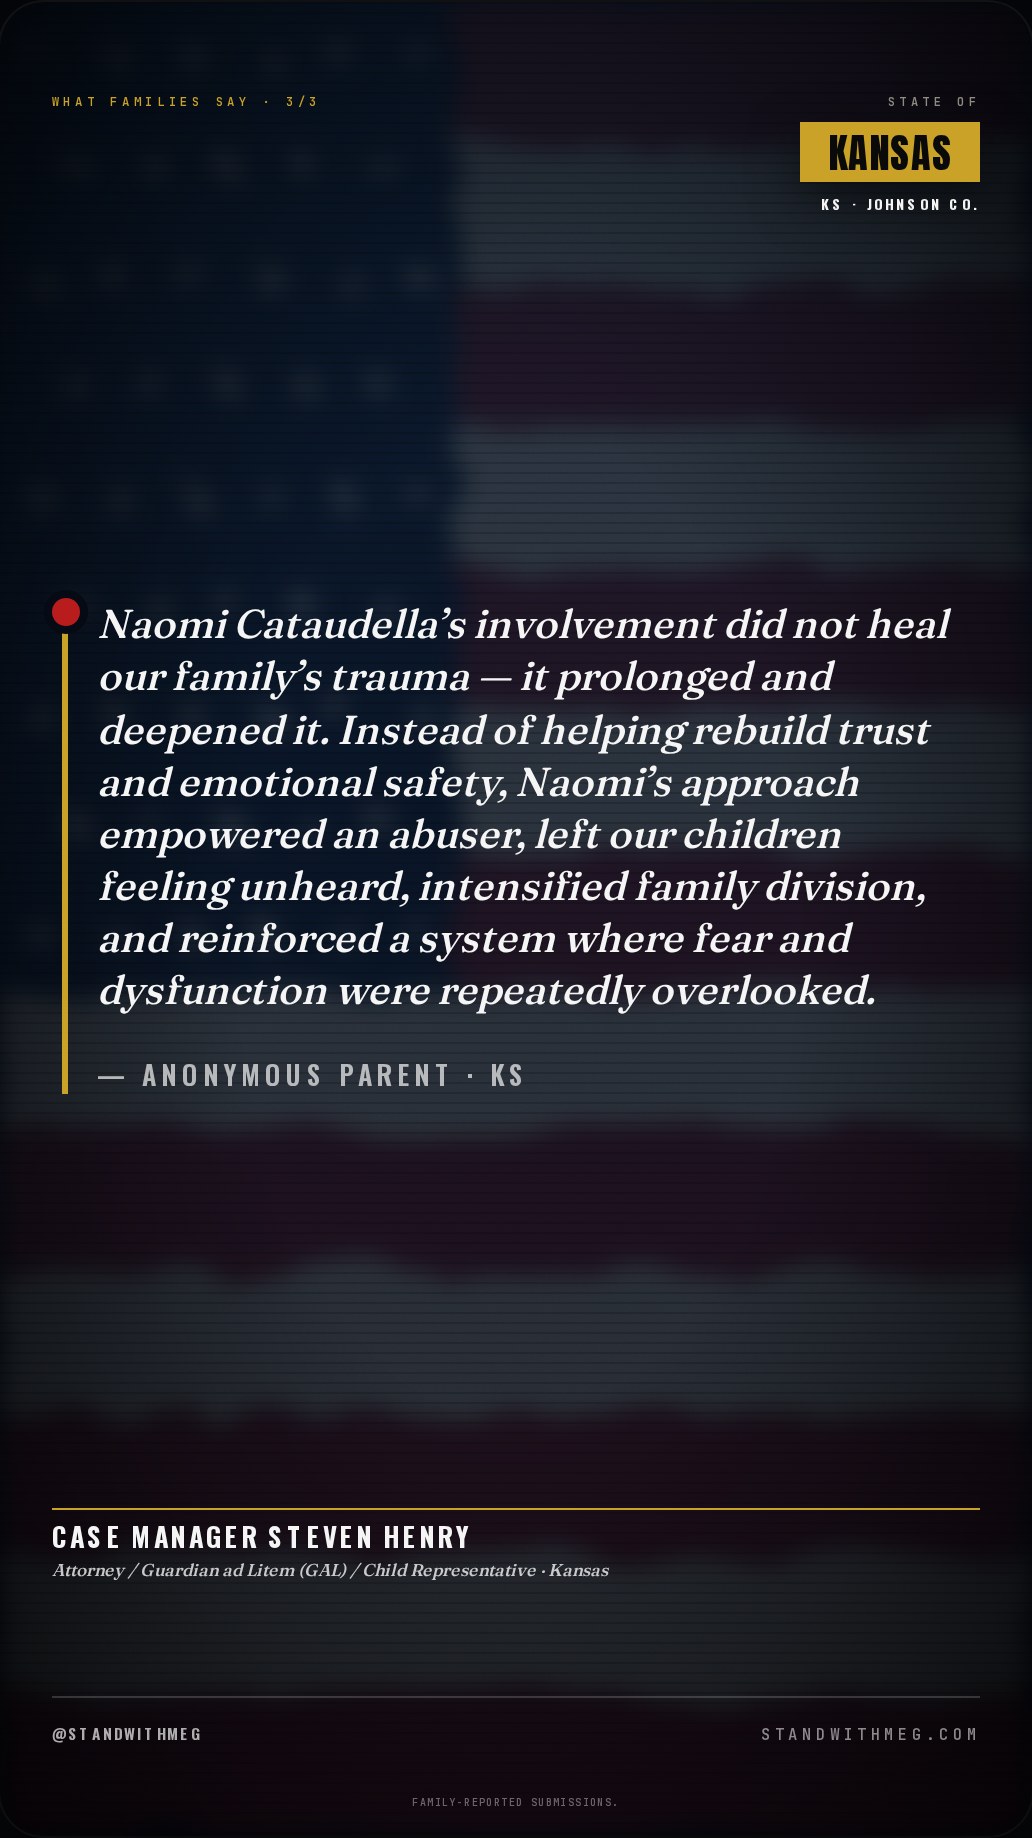 WHAT FAMILIES SAY · 3/3
STATE OF
KANSAS
KS · JOHNSON CO.
Naomi Cataudella’s involvement did not heal
our family’s trauma — it prolonged and
deepened it. Instead of helping rebuild trust
and emotional safety, Naomi’s approach
empowered an abuser, left our children
feeling unheard, intensified family division,
and reinforced a system where fear and
dysfunction were repeatedly overlooked.
— ANONYMOUS PARENT · KS
CASE MANAGER STEVEN HENRY
Attorney / Guardian ad Litem (GAL) / Child Representative · Kansas
@STANDWITHMEG
STANDWITHMEG.COM
FAMILY-REPORTED SUBMISSIONS.